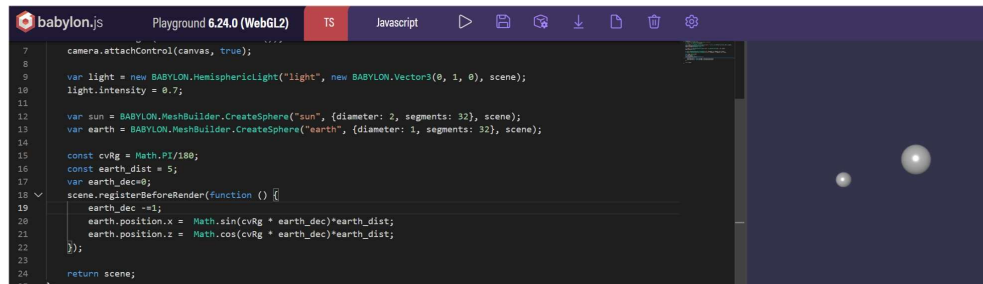 babylon.js Playground 6.24.0 (WebGL2) TS Javascript
7 camera.attachControl(canvas, true);
8
9 var light = new BABYLON.HemisphericLight("light", new BABYLON.Vector3(0, 1, 0), scene);
10 light.intensity = 0.7;
11
12 var sun = BABYLON.MeshBuilder.CreateSphere("sun", {diameter: 2, segments: 32}, scene);
13 var earth = BABYLON.MeshBuilder.CreateSphere("earth", {diameter: 1, segments: 32}, scene);
14
15 const cvRg = Math.PI/180;
16 const earth_dist = 5;
17 var earth_dec=0;
18 scene.registerBeforeRender(function () {
19 earth_dec -=1;
20 earth.position.x = Math.sin(cvRg * earth_dec)*earth_dist;
21 earth.position.z = Math.cos(cvRg * earth_dec)*earth_dist;
22 });
23
24 return scene;